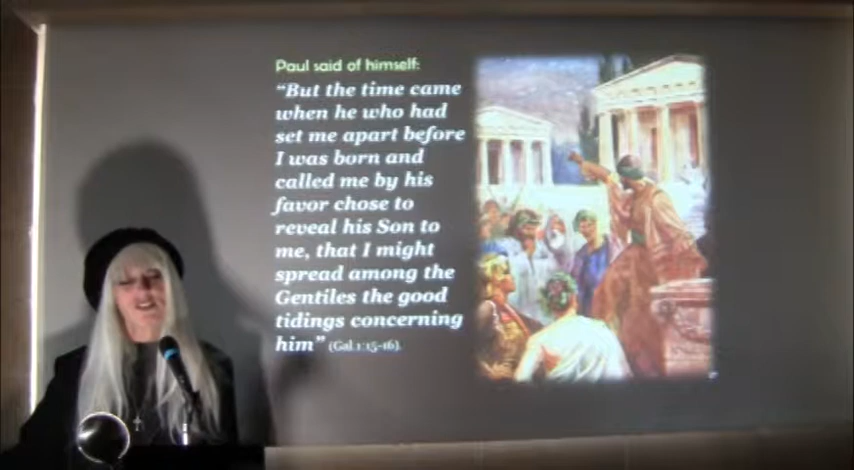 Paul said of himself:
“But the time came
when he who had
set me apart before
I was born and
called me by his
favor chose to
reveal his Son to
me, that I might
spread among the
Gentiles the good
tidings concerning
him” (Gal 1:15-16).